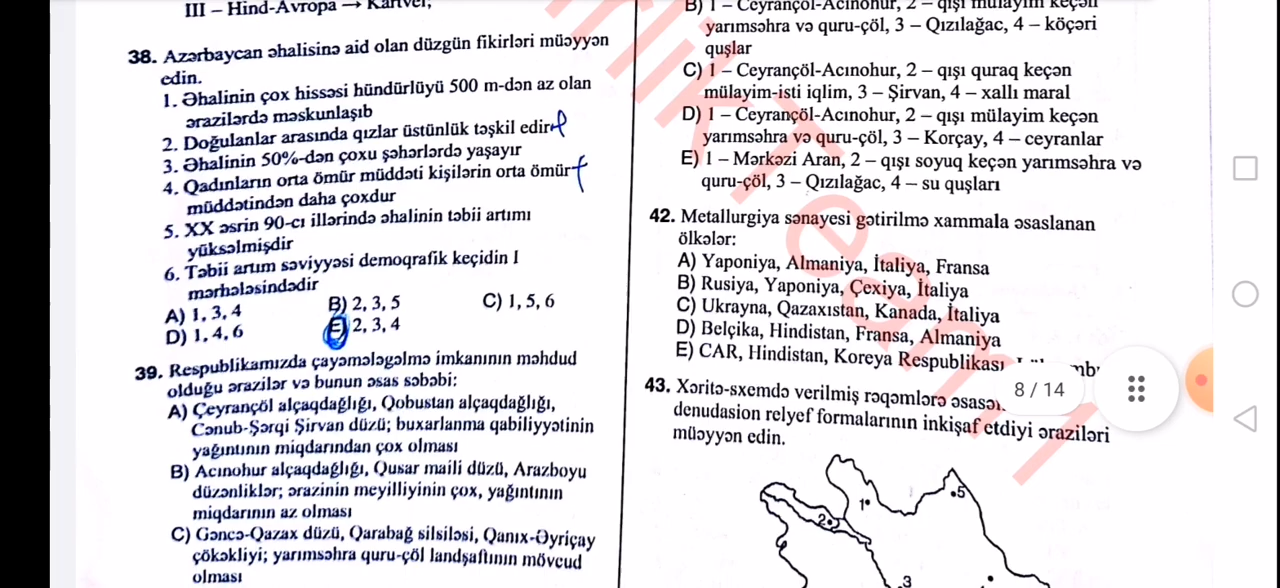 III – Hind-Avropa → Kartvel;
38. Azərbaycan əhalisinə aid olan düzgün fikirləri müəyyən
edin.
1. Əhalinin çox hissəsi hündürlüyü 500 m-dən az olan
ərazilərdə məskunlaşıb
2. Doğulanlar arasında qızlar üstünlük təşkil edir
3. Əhalinin 50%-dən çoxu şəhərlərdə yaşayır
4. Qadınların orta ömür müddəti kişilərin orta ömür
müddətindən daha çoxdur
5. XX əsrin 90-cı illərində əhalinin təbii artımı
yüksəlmişdir
6. Təbii artım səviyyəsi demoqrafik keçidin I
mərhələsindədir
A) 1, 3, 4 B) 2, 3, 5 C) 1, 5, 6
D) 1, 4, 6 E) 2, 3, 4
39. Respublikamızda çayəmələgəlmə imkanının məhdud
olduğu ərazilər və bunun əsas səbəbi:
A) Çeyrançöl alçaqdağlığı, Qobustan alçaqdağlığı,
Cənub-Şərqi Şirvan düzü; buxarlanma qabiliyyətinin
yağıntının miqdarından çox olması
B) Acınohur alçaqdağlığı, Qusar maili düzü, Arazboyu
düzənliklər; ərazinin meyilliyinin çox, yağıntının
miqdarının az olması
C) Gəncə-Qazax düzü, Qarabağ silsiləsi, Qanıx-Əyriçay
çökəkliyi; yarımsəhra quru-çöl landşaftının mövcud
olması
B) 1 – Ceyrançöl-Acınohur, 2 – qışı mülayim keçən
yarımsəhra və quru-çöl, 3 – Qızılağac, 4 – köçəri
quşlar
C) 1 – Ceyrançöl-Acınohur, 2 – qışı quraq keçən
mülayim-isti iqlim, 3 – Şirvan, 4 – xallı maral
D) 1 – Ceyrançöl-Acınohur, 2 – qışı mülayim keçən
yarımsəhra və quru-çöl, 3 – Korçay, 4 – ceyranlar
E) 1 – Mərkəzi Aran, 2 – qışı soyuq keçən yarımsəhra və
quru-çöl, 3 – Qızılağac, 4 – su quşları
42. Metallurgiya sənayesi gətirilmə xammala əsaslanan
ölkələr:
A) Yaponiya, Almaniya, İtaliya, Fransa
B) Rusiya, Yaponiya, Çexiya, İtaliya
C) Ukrayna, Qazaxıstan, Kanada, İtaliya
D) Belçika, Hindistan, Fransa, Almaniya
E) CAR, Hindistan, Koreya Respublikası
8 / 14
43. Xəritə-sxemdə verilmiş rəqəmlərə əsasən
denudasion relyef formalarının inkişaf etdiyi əraziləri
müəyyən edin.
1
5
2
3